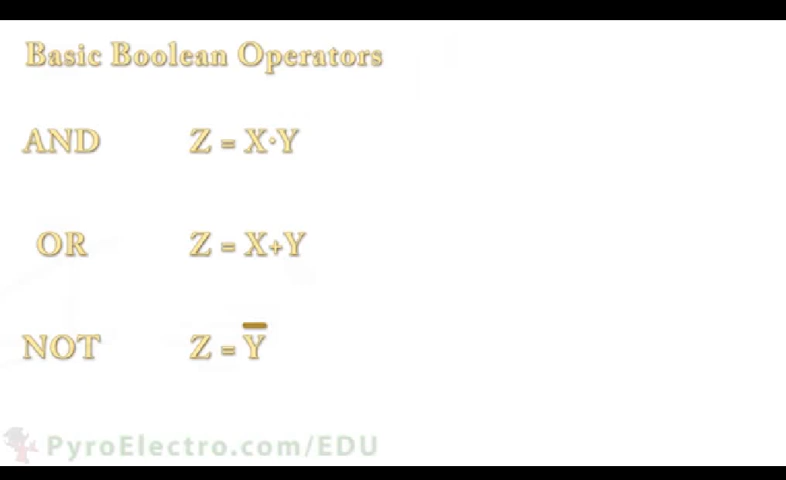 Basic Boolean Operators
AND Z = X·Y
OR Z = X+Y
NOT Z = Y̅
PyroElectro.com/EDU